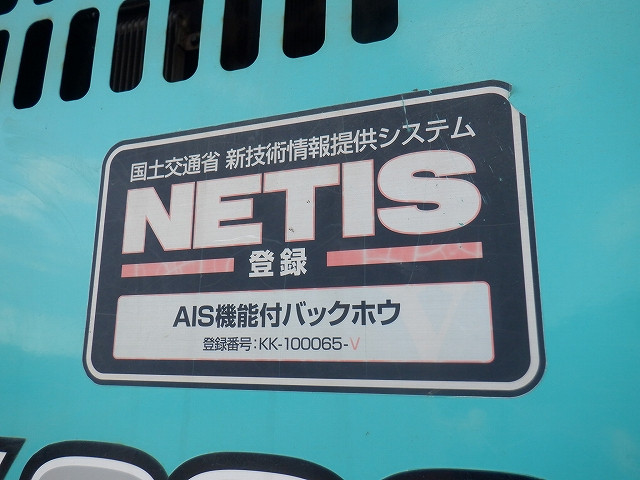 国土交通省 新技術情報提供システム
NETIS
登録
AIS機能付バックホウ
登録番号:KK-100065-V